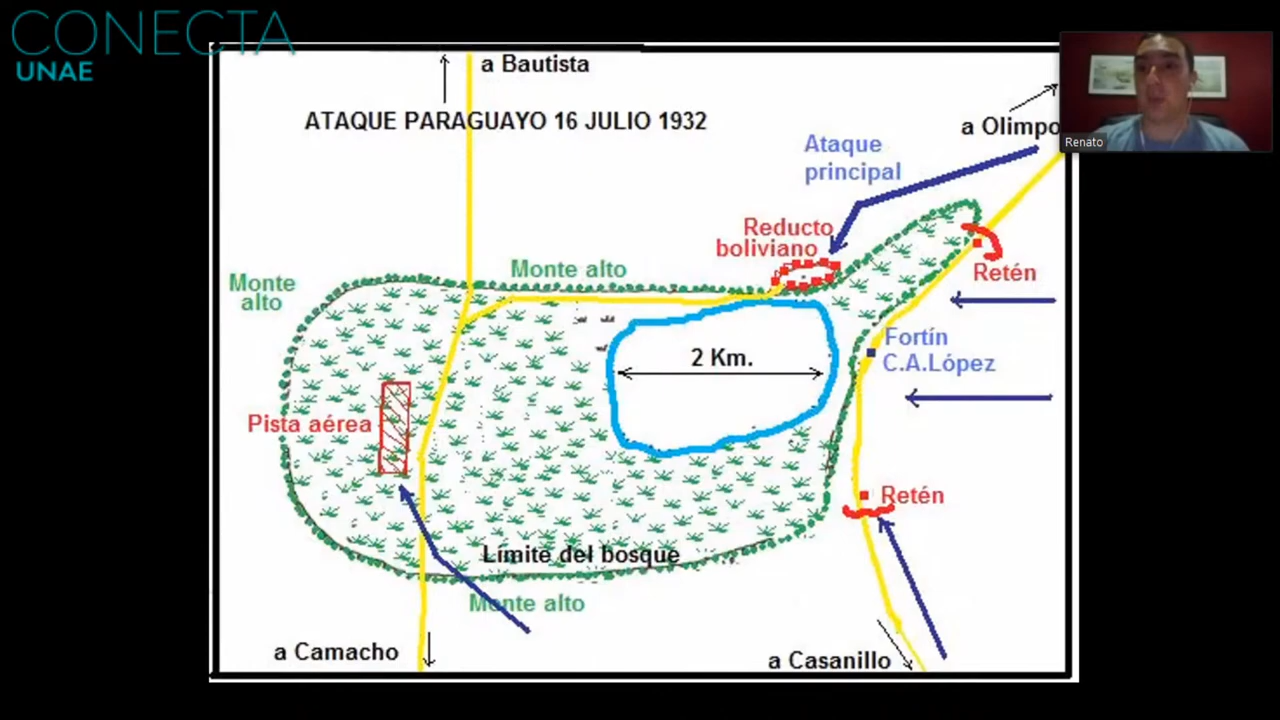 CONECTA
UNAE
a Bautista
ATAQUE PARAGUAYO 16 JULIO 1932
a Olimpo
Renato
Ataque
principal
Reducto
boliviano
Retén
Monte alto
Monte
alto
Fortín
C.A.López
2 Km.
Pista aérea
Retén
Límite del bosque
Monte alto
a Camacho
a Casanillo